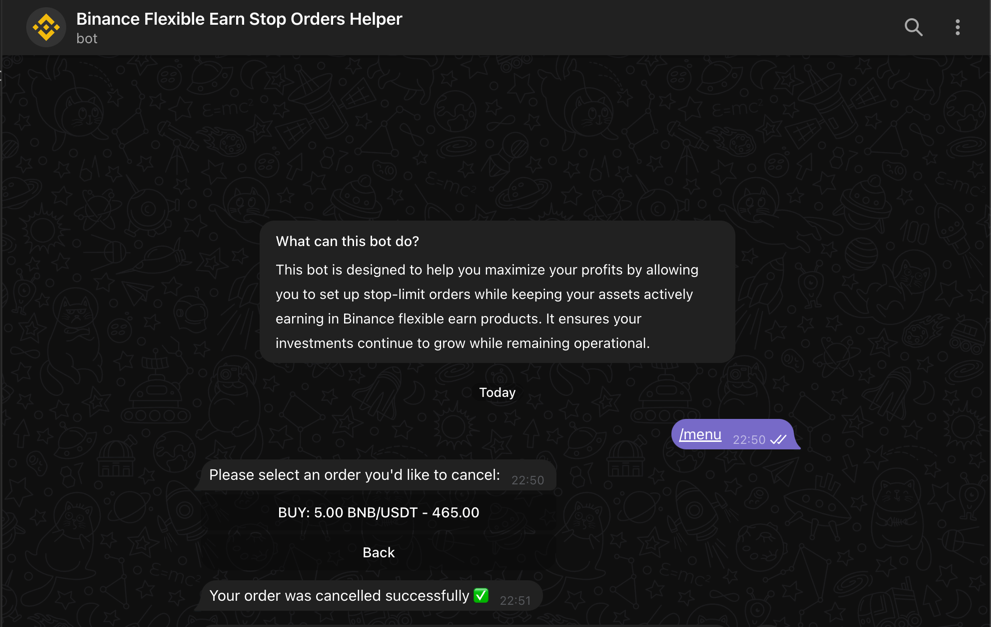 Binance Flexible Earn Stop Orders Helper
bot
What can this bot do?
This bot is designed to help you maximize your profits by allowing
you to set up stop-limit orders while keeping your assets actively
earning in Binance flexible earn products. It ensures your
investments continue to grow while remaining operational.
Today
/menu 22:50
Please select an order you'd like to cancel: 22:50
BUY: 5.00 BNB/USDT - 465.00
Back
Your order was cancelled successfully ✅ 22:51